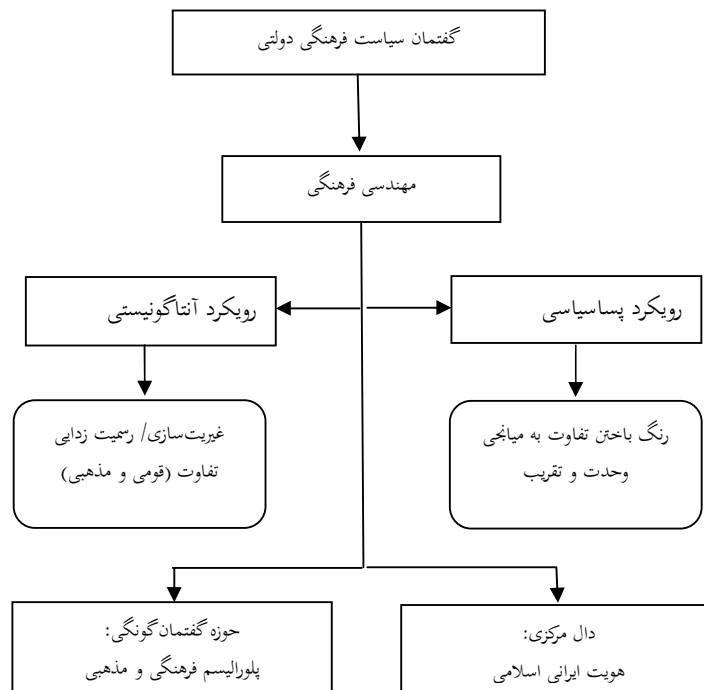 گفتمان سیاست فرهنگی دولتی
مهندسی فرهنگی
رویکرد پساسیاسی
رویکرد آنتاگونیستی
رنگ باختن تفاوت به میانجی
وحدت و تقریب
غیریت‌سازی/ رسمیت زدایی
تفاوت (قومی و مذهبی)
دال مرکزی:
هویت ایرانی اسلامی
حوزه گفتمان‌گونگی:
پلورالیسم فرهنگی و مذهبی